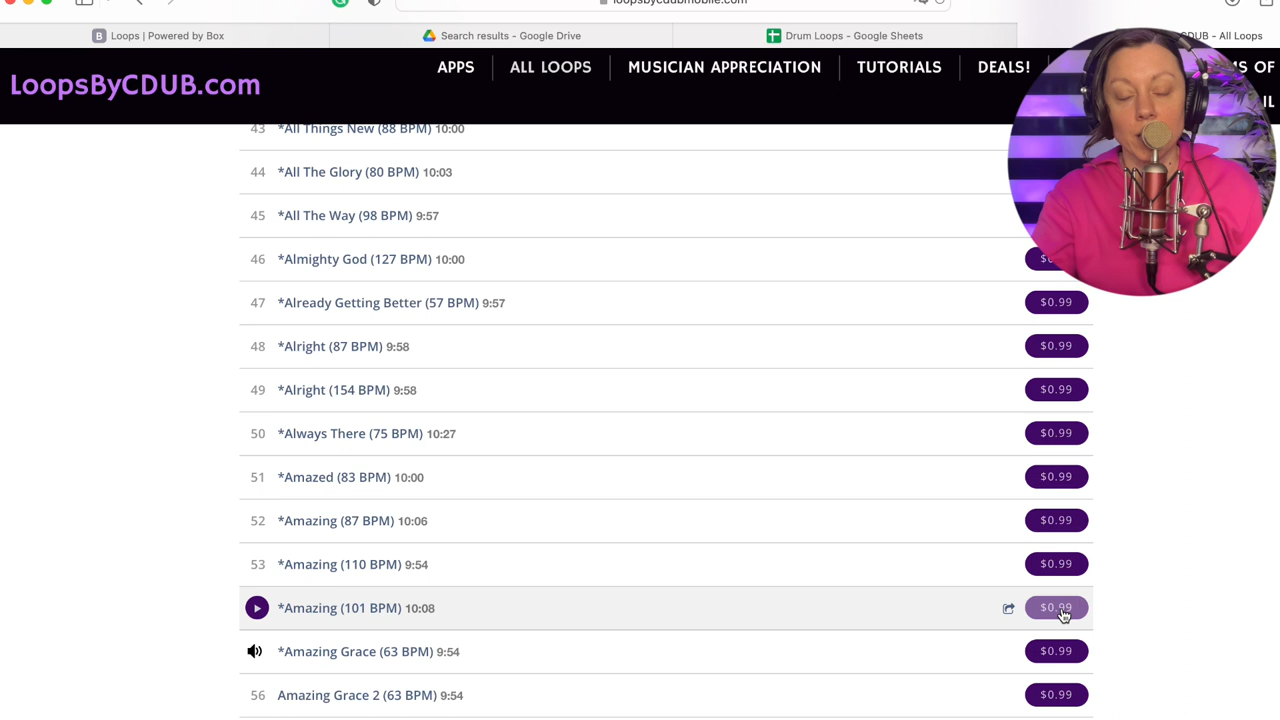 loopsbycdubmobile.com
B Loops | Powered by Box
Search results - Google Drive
Drum Loops - Google Sheets
CDUB - All Loops
LoopsByCDUB.com
APPS
ALL LOOPS
MUSICIAN APPRECIATION
TUTORIALS
DEALS!
OF
43 *All Things New (88 BPM) 10:00
44 *All The Glory (80 BPM) 10:03
45 *All The Way (98 BPM) 9:57
46 *Almighty God (127 BPM) 10:00
47 *Already Getting Better (57 BPM) 9:57 $0.99
48 *Alright (87 BPM) 9:58 $0.99
49 *Alright (154 BPM) 9:58 $0.99
50 *Always There (75 BPM) 10:27 $0.99
51 *Amazed (83 BPM) 10:00 $0.99
52 *Amazing (87 BPM) 10:06 $0.99
53 *Amazing (110 BPM) 9:54 $0.99
*Amazing (101 BPM) 10:08 $0.99
*Amazing Grace (63 BPM) 9:54 $0.99
56 Amazing Grace 2 (63 BPM) 9:54 $0.99